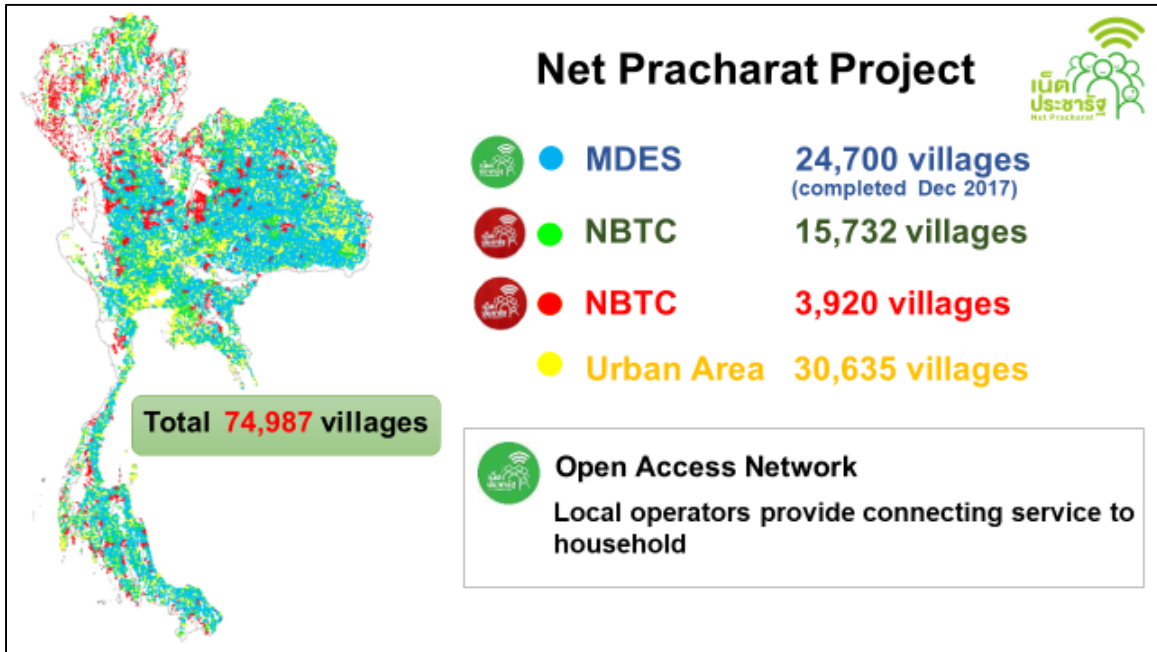 Net Pracharat Project
เน็ต
ประชารัฐ
Net Pracharat
MDES 24,700 villages
(completed Dec 2017)
NBTC 15,732 villages
NBTC 3,920 villages
Urban Area 30,635 villages
Total 74,987 villages
Open Access Network
Local operators provide connecting service to
household